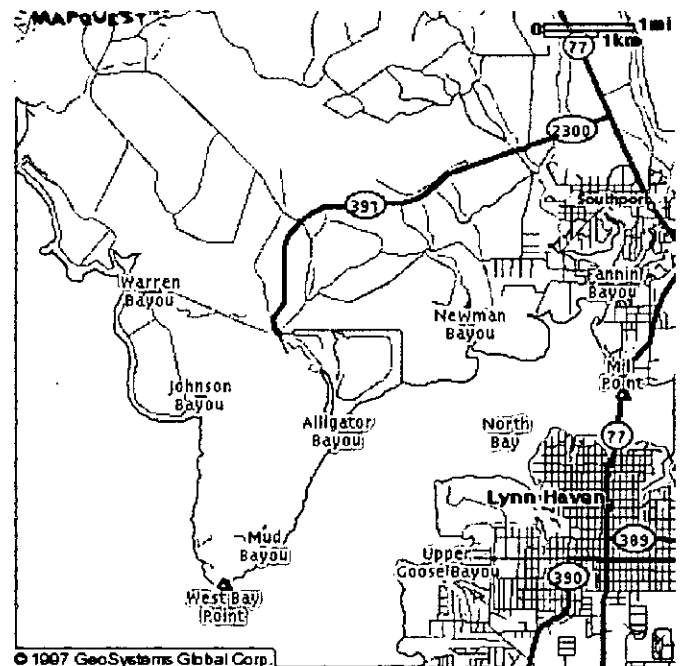 MAPQUEST
0 1mi
1km
77
2300
391
Southport
Fannin
Bayou
Warren
Bayou
Newman
Bayou
Mill
Point
Johnson
Bayou
Alligator
Bayou
North
Bay
77
Lynn Haven
389
Mud
Bayou
Upper
Goose Bayou
390
West Bay
Point
© 1997 GeoSystems Global Corp.